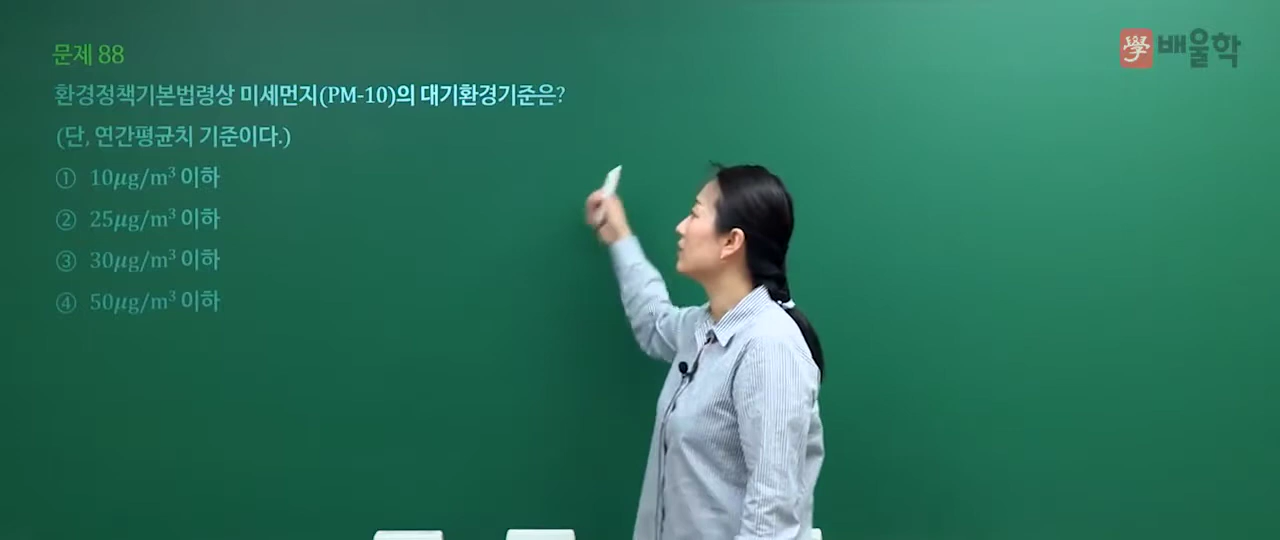 문제 88
學 배울학
환경정책기본법령상 미세먼지(PM-10)의 대기환경기준은?
(단, 연간평균치 기준이다.)
① 10μg/m³ 이하
② 25μg/m³ 이하
③ 30μg/m³ 이하
④ 50μg/m³ 이하